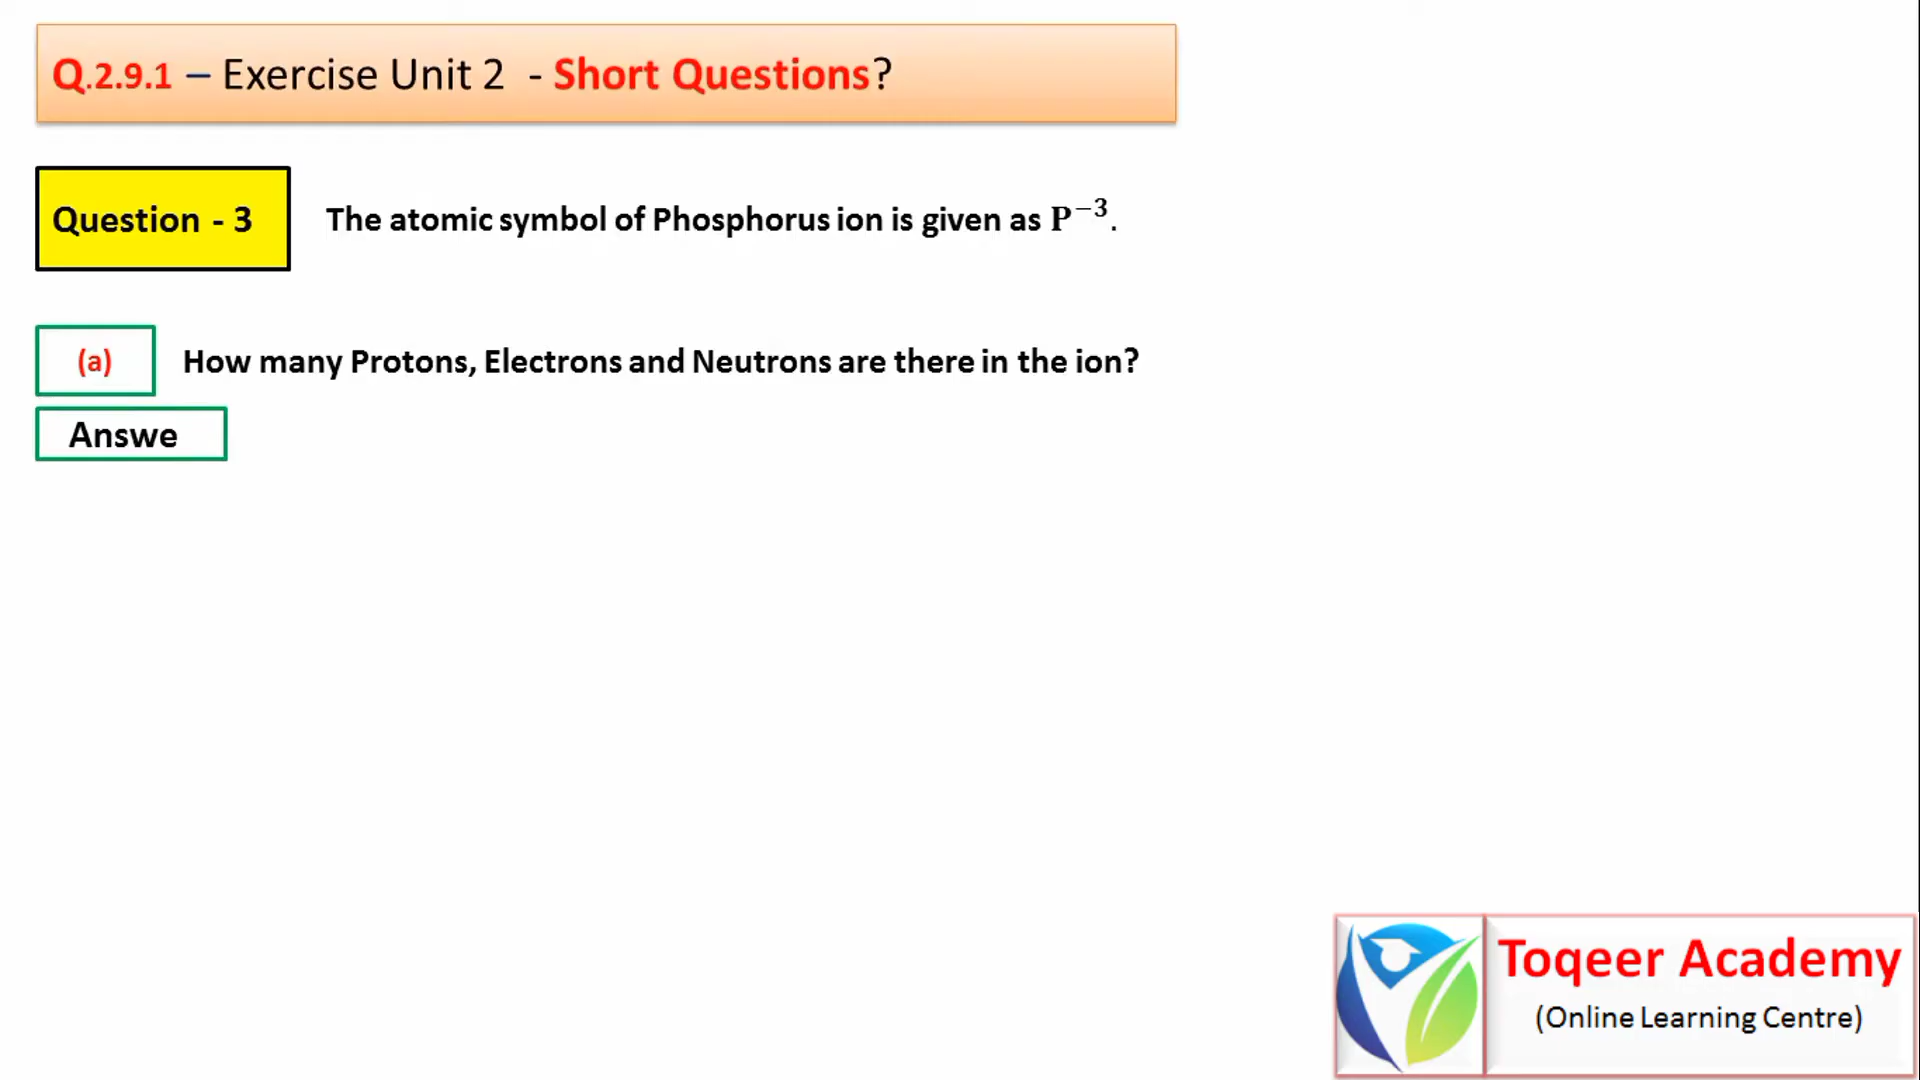 Q.2.9.1 – Exercise Unit 2 - Short Questions?
Question - 3
The atomic symbol of Phosphorus ion is given as P⁻³.
(a)
How many Protons, Electrons and Neutrons are there in the ion?
Answe
Toqeer Academy
(Online Learning Centre)